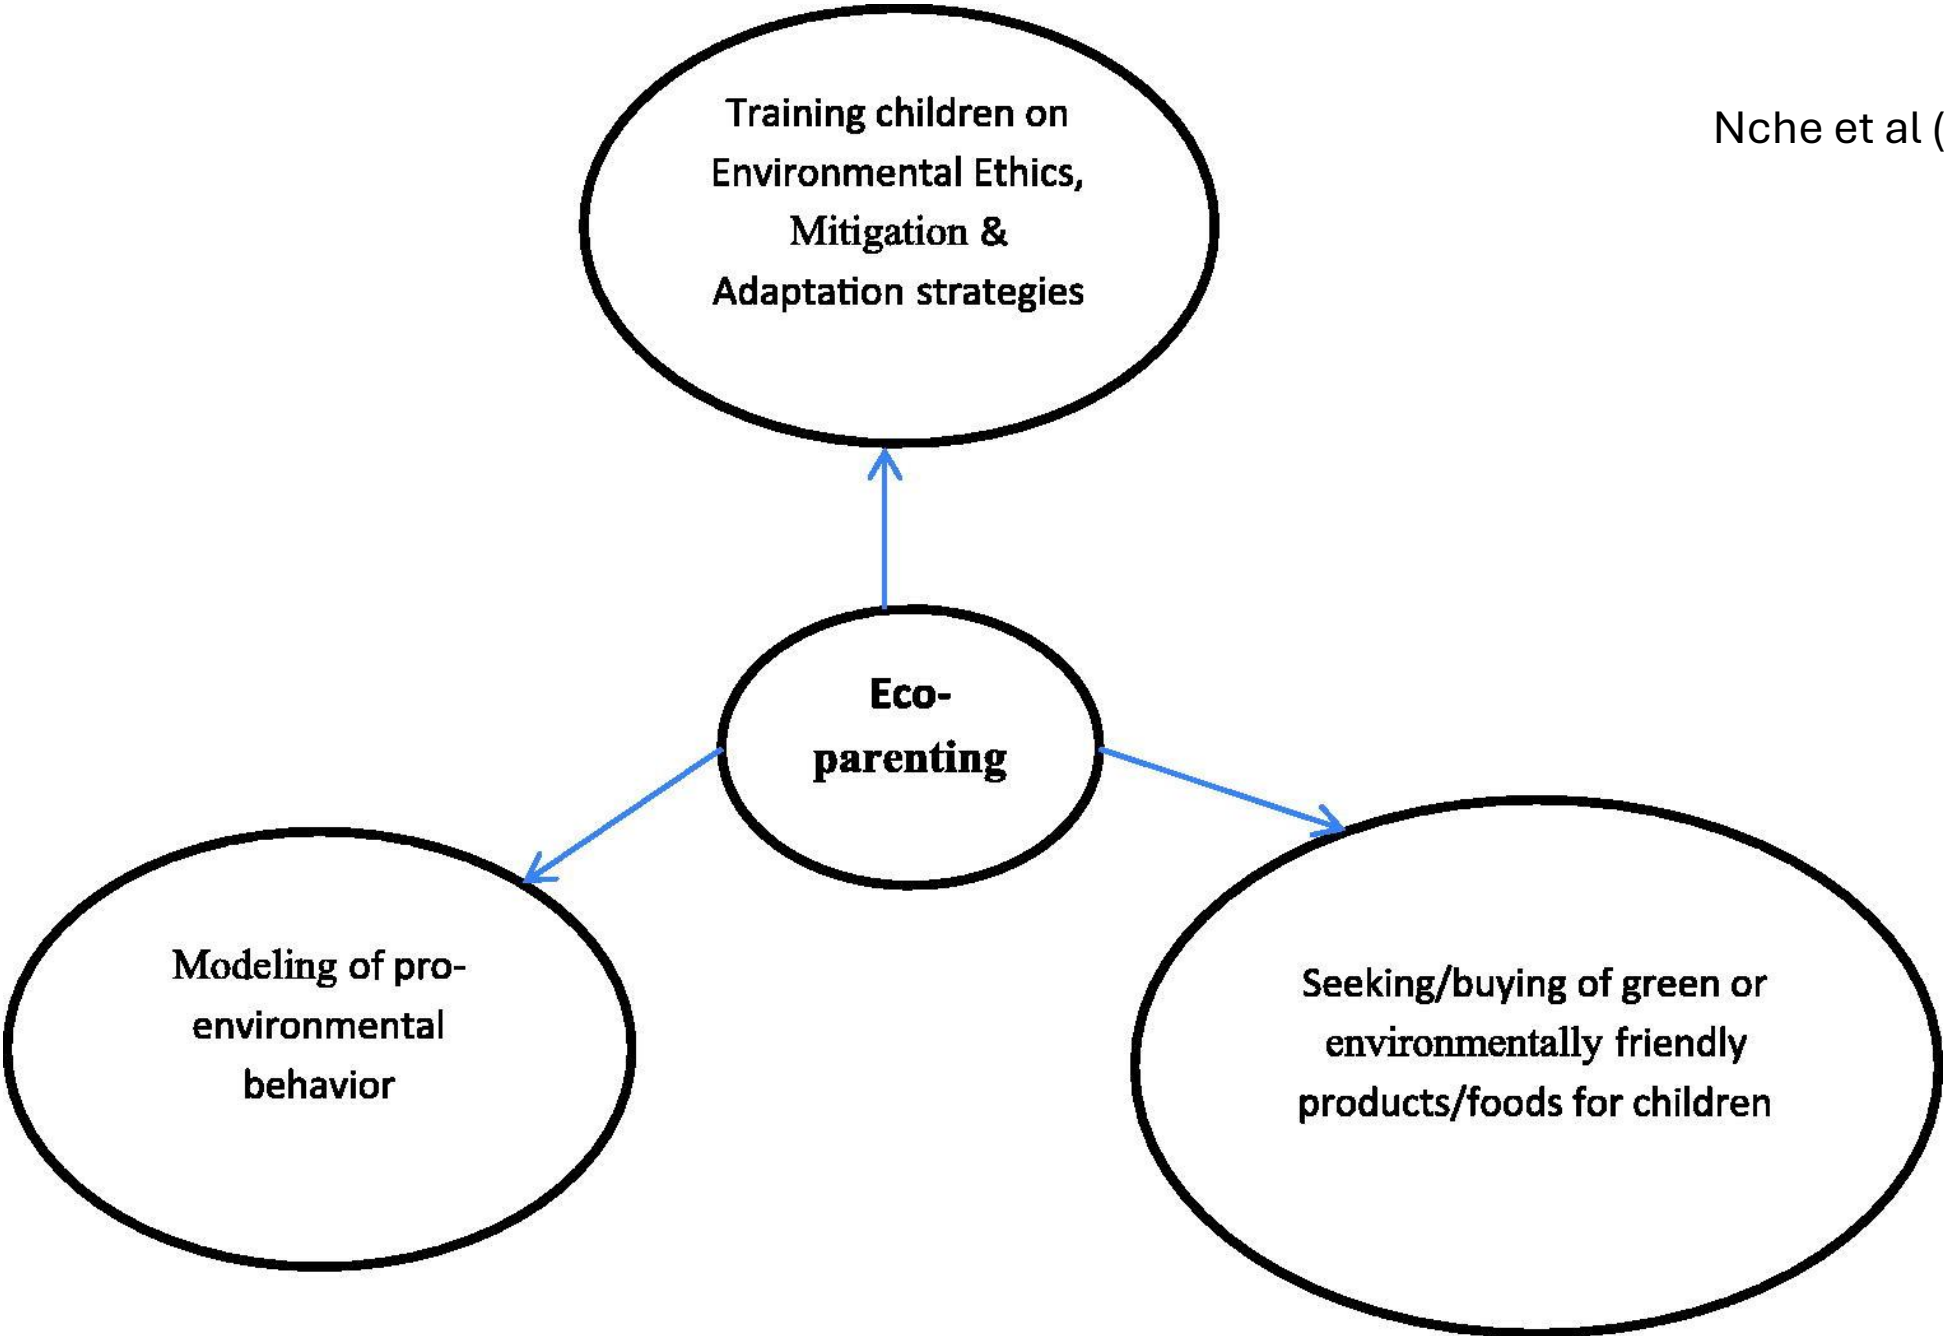 Training children on
Environmental Ethics,
Mitigation &
Adaptation strategies
Nche et al (
Eco-
parenting
Modeling of pro-
environmental
behavior
Seeking/buying of green or
environmentally friendly
products/foods for children